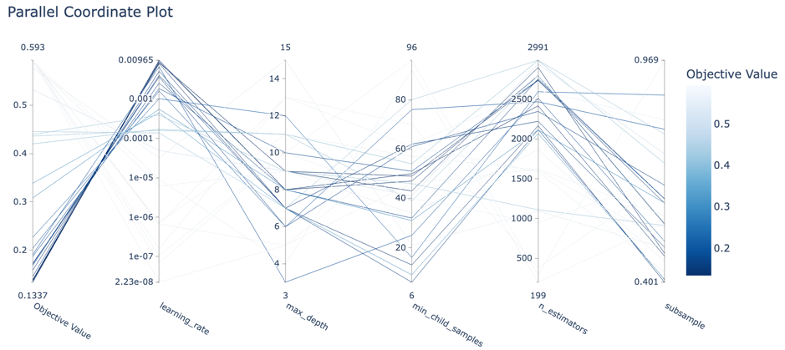 Parallel Coordinate Plot
0.593 0.00965 15 96 2991 0.969 Objective Value
0.5 0.4 0.3 0.2
0.001 0.0001 1e-05 1e-06 1e-07
14 12 10 8 6 4
80 60 40 20
2500 2000 1500 1000 500
0.5 0.4 0.3 0.2
0.1337 2.23e-08 3 6 199 0.401
Objective Value learning_rate max_depth min_child_samples n_estimators subsample